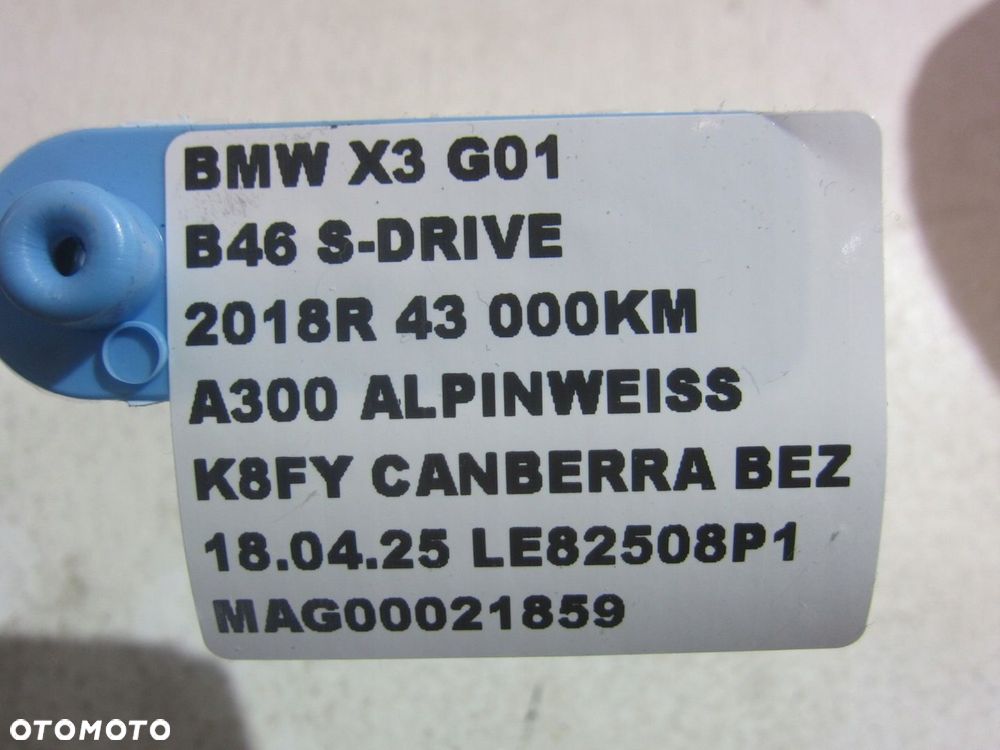 BMW X3 G01
B46 S-DRIVE
2018R 43 000KM
A300 ALPINWEISS
K8FY CANBERRA BEZ
18.04.25 LE82508P1
MAG00021859
OTOMOTO